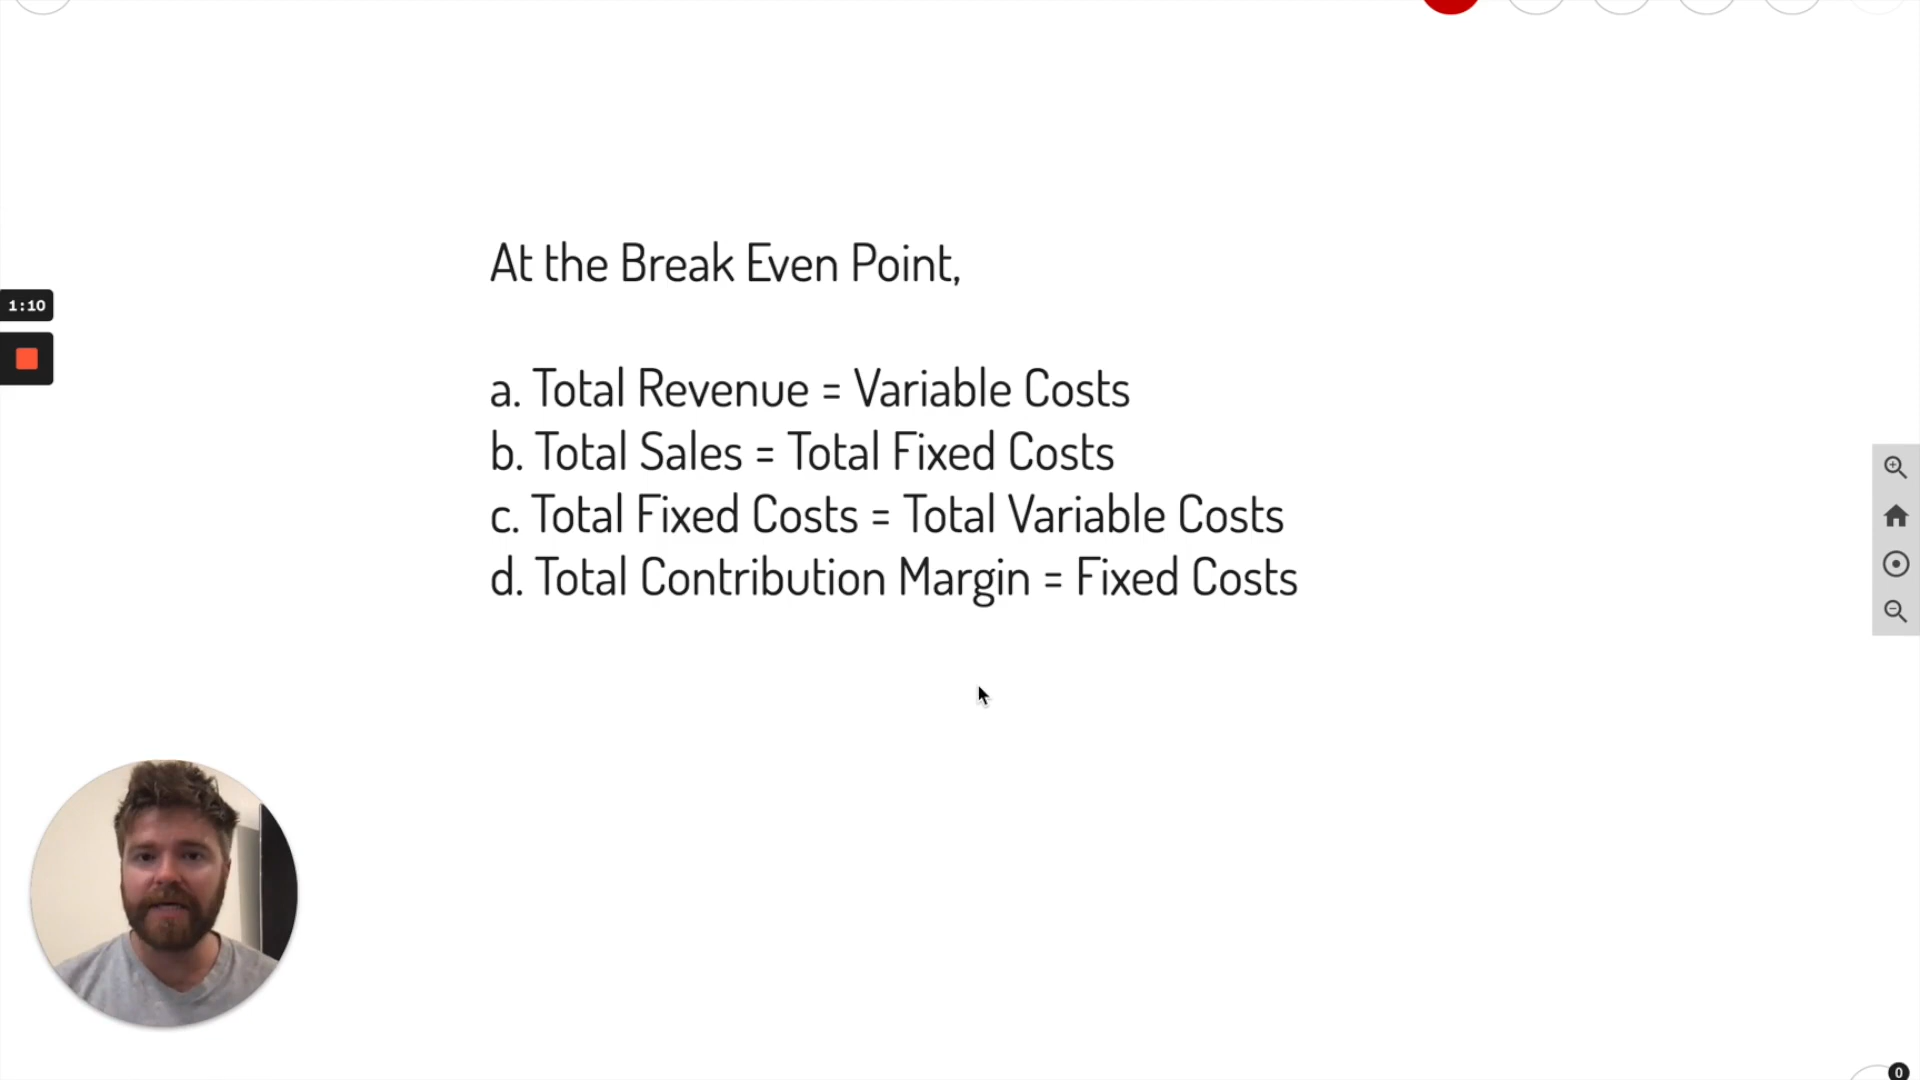 At the Break Even Point,
1:10
a. Total Revenue = Variable Costs
b. Total Sales = Total Fixed Costs
c. Total Fixed Costs = Total Variable Costs
d. Total Contribution Margin = Fixed Costs
0